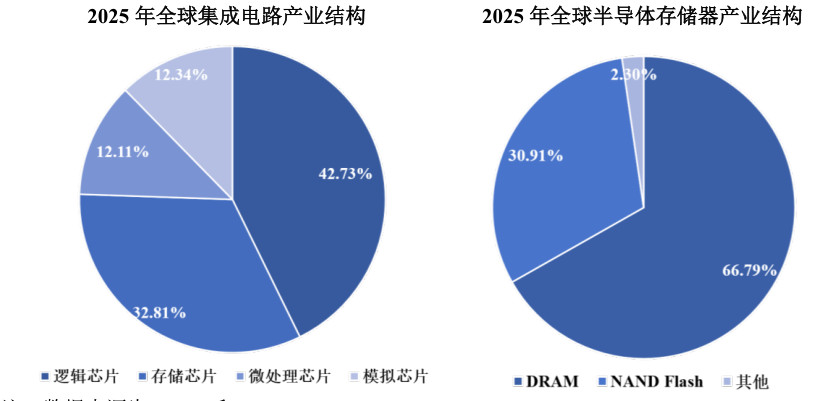 2025 年全球集成电路产业结构
12.34%
12.11%
42.73%
32.81%
逻辑芯片 存储芯片 微处理芯片 模拟芯片
2025 年全球半导体存储器产业结构
2.30%
30.91%
66.79%
DRAM NAND Flash 其他